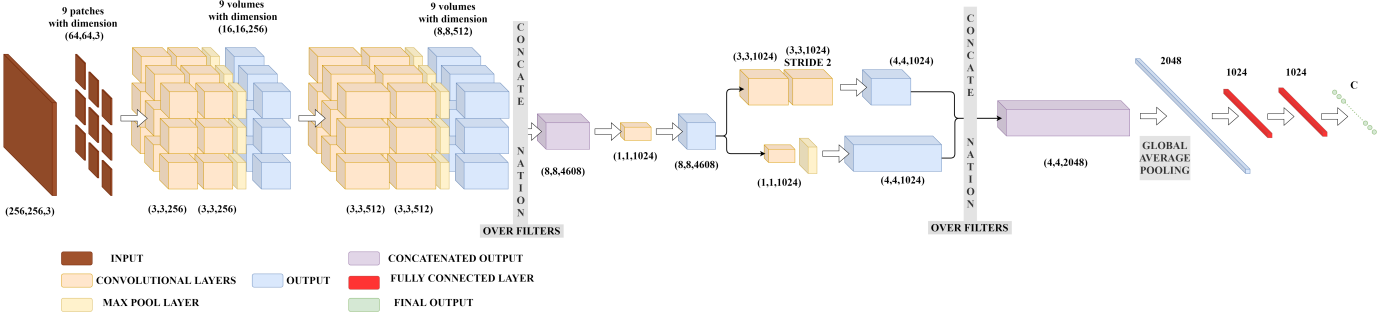 9 patches
with dimension
(64,64,3)
9 volumes
with dimension
(16,16,256)
9 volumes
with dimension
(8,8,512)
(256,256,3)
(3,3,256)
(3,3,256)
(3,3,512)
(3,3,512)
CONCATE
NATION
OVER FILTERS
(8,8,4608)
(1,1,1024)
(8,8,4608)
(3,3,1024)
(3,3,1024)
STRIDE 2
(4,4,1024)
(1,1,1024)
(4,4,1024)
CONCATE
NATION
OVER FILTERS
(4,4,2048)
GLOBAL
AVERAGE
POOLING
2048
1024
1024
C
INPUT
CONVOLUTIONAL LAYERS
MAX POOL LAYER
OUTPUT
CONCATENATED OUTPUT
FULLY CONNECTED LAYER
FINAL OUTPUT